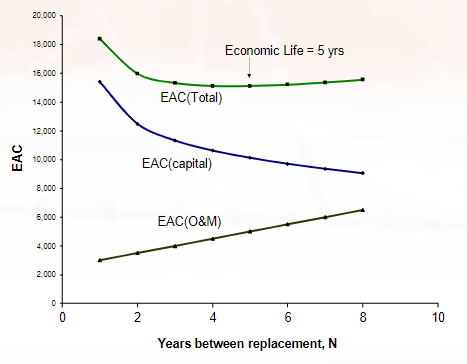 20,000
18,000
16,000
14,000
12,000
10,000
8,000
6,000
4,000
2,000
0
EAC
Economic Life = 5 yrs
EAC(Total)
EAC(capital)
EAC(O&M)
0 2 4 6 8 10
Years between replacement, N